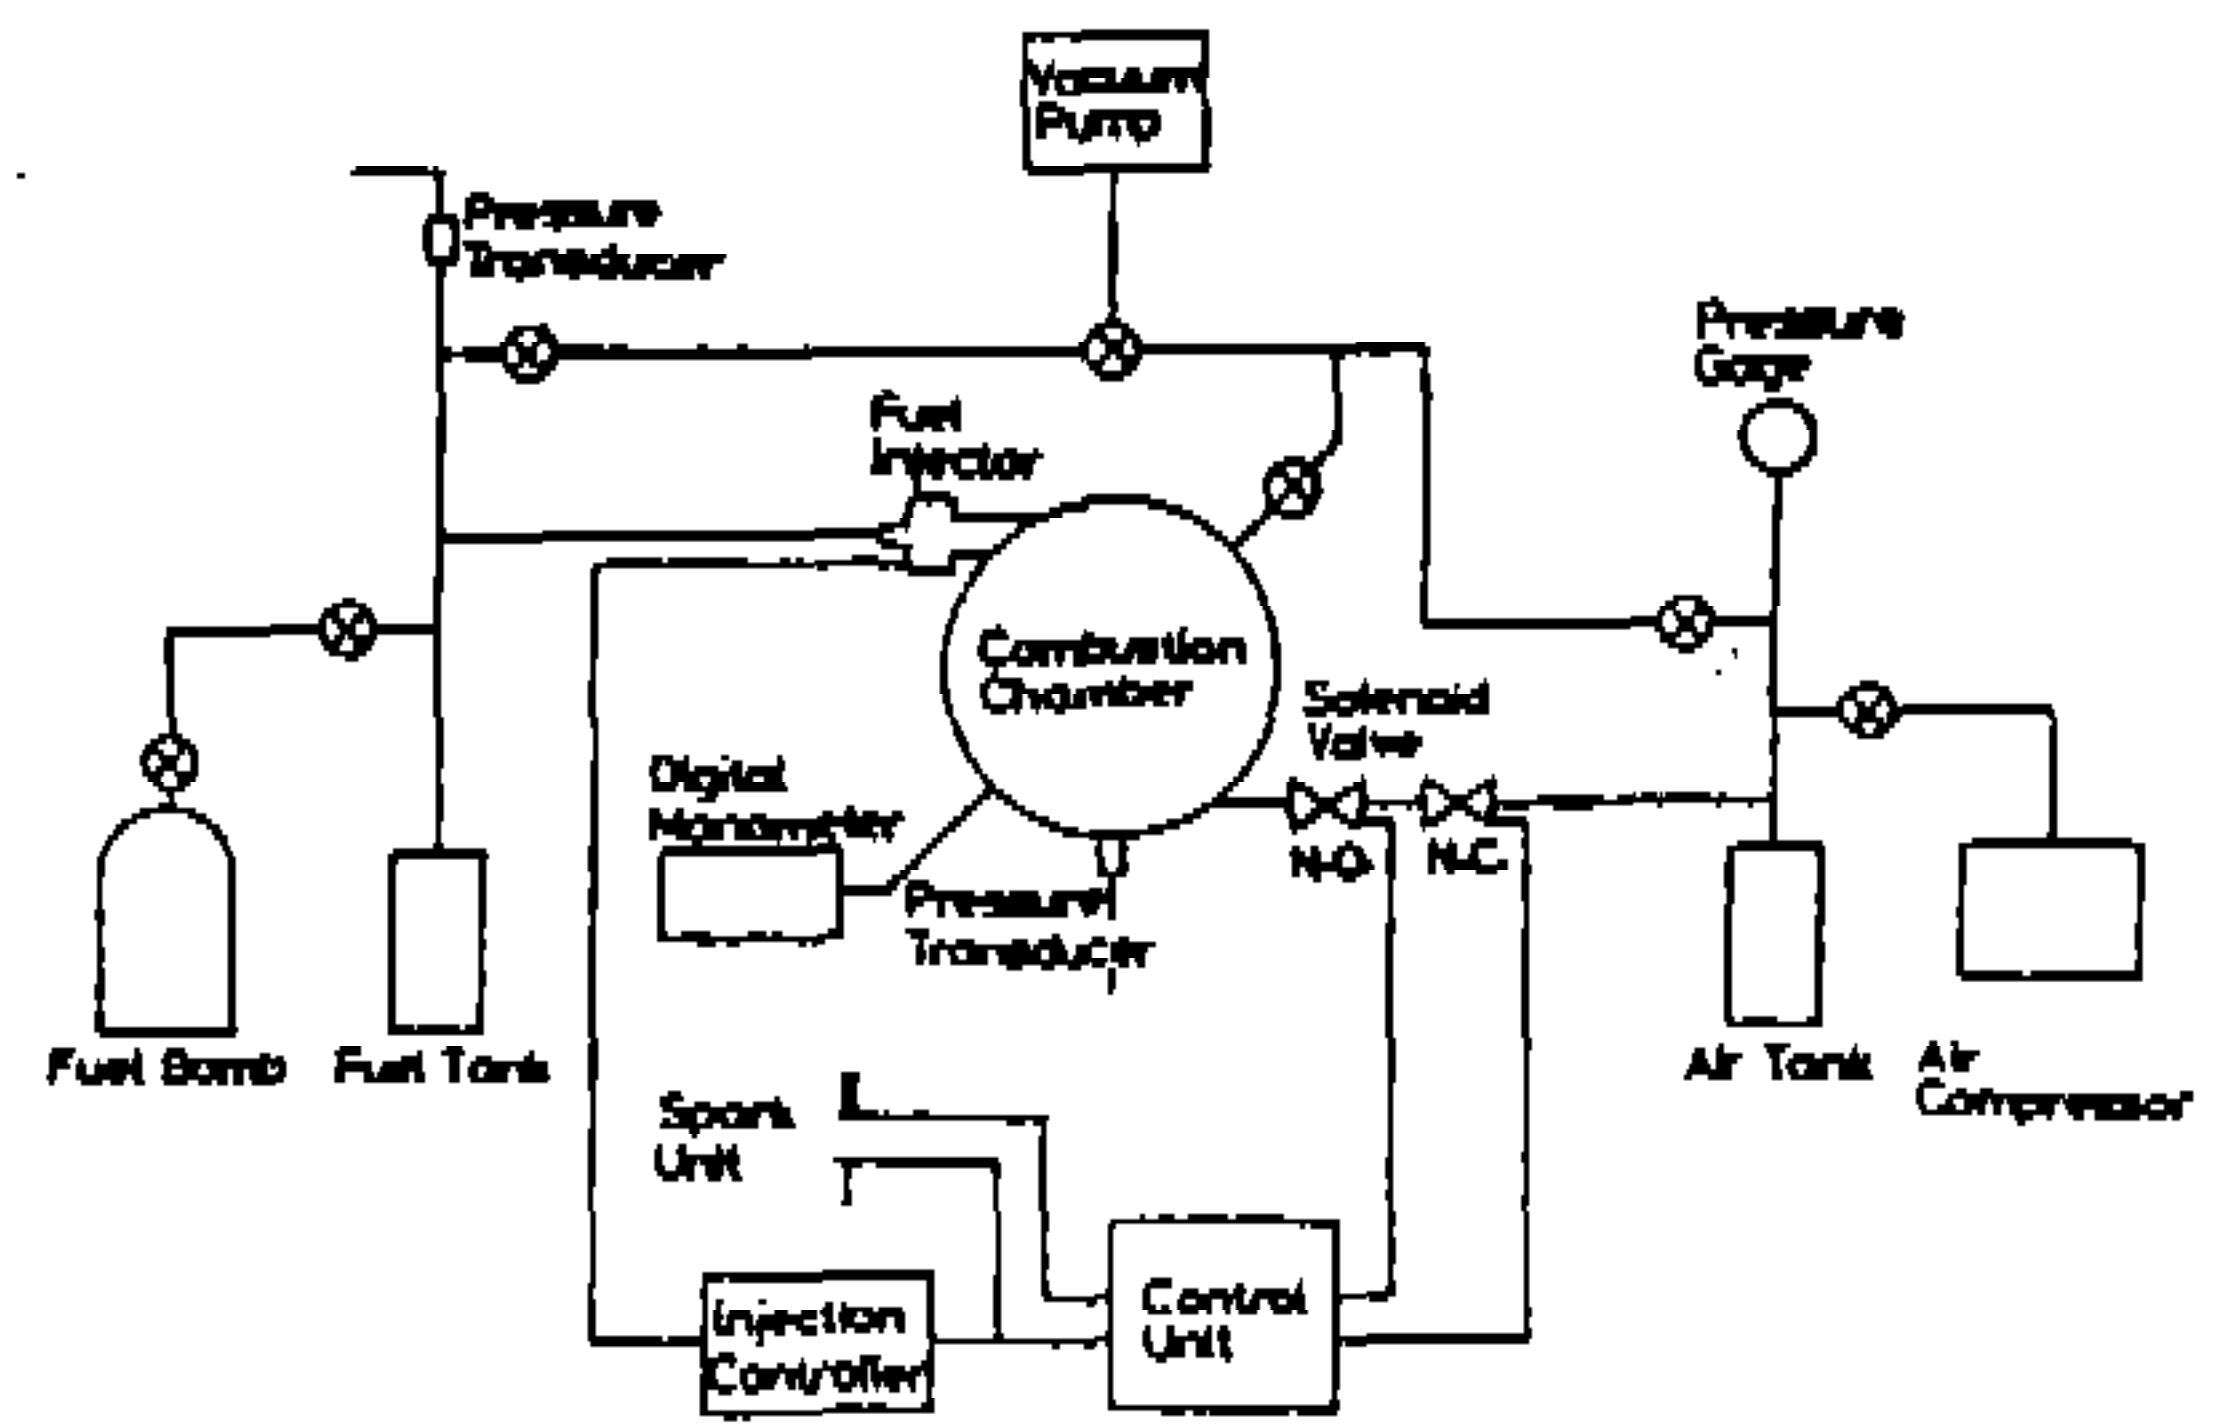 Vacuum
Pump
Pressure
Transducer
Pressure
Gage
Fuel
Injector
Combustion
Chamber
Solenoid
Valve
Digital
Manometer
N.O.
N.C.
Pressure
Transducer
Fuel Bomb
Fuel Tank
Air Tank
Air
Compressor
Spark
Unit
Control
Unit
Injection
Controller